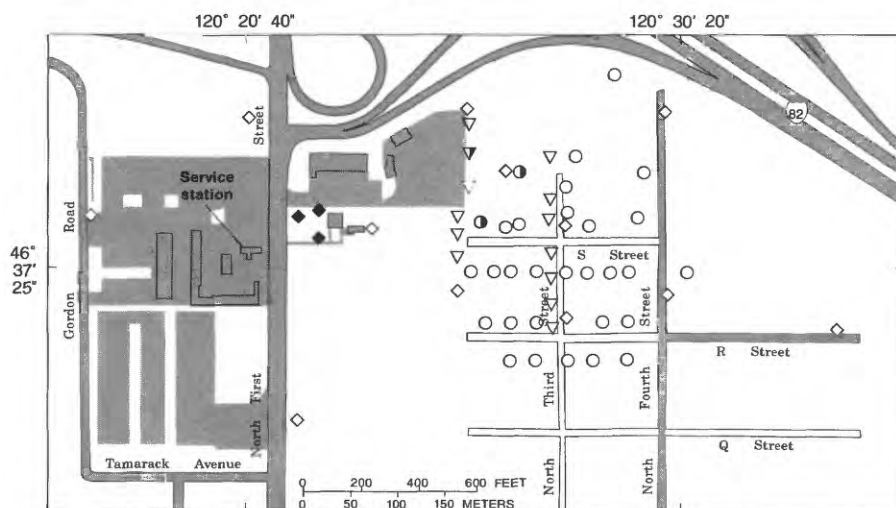 120° 20' 40"
120° 30' 20"
82
Street
Service
station
Road
46°
37'
25"
S Street
Gordon
Street
Street
R Street
North First
Third
Fourth
Q Street
Tamarack Avenue
North
North
0 200 400 600 FEET
0 50 100 150 METERS